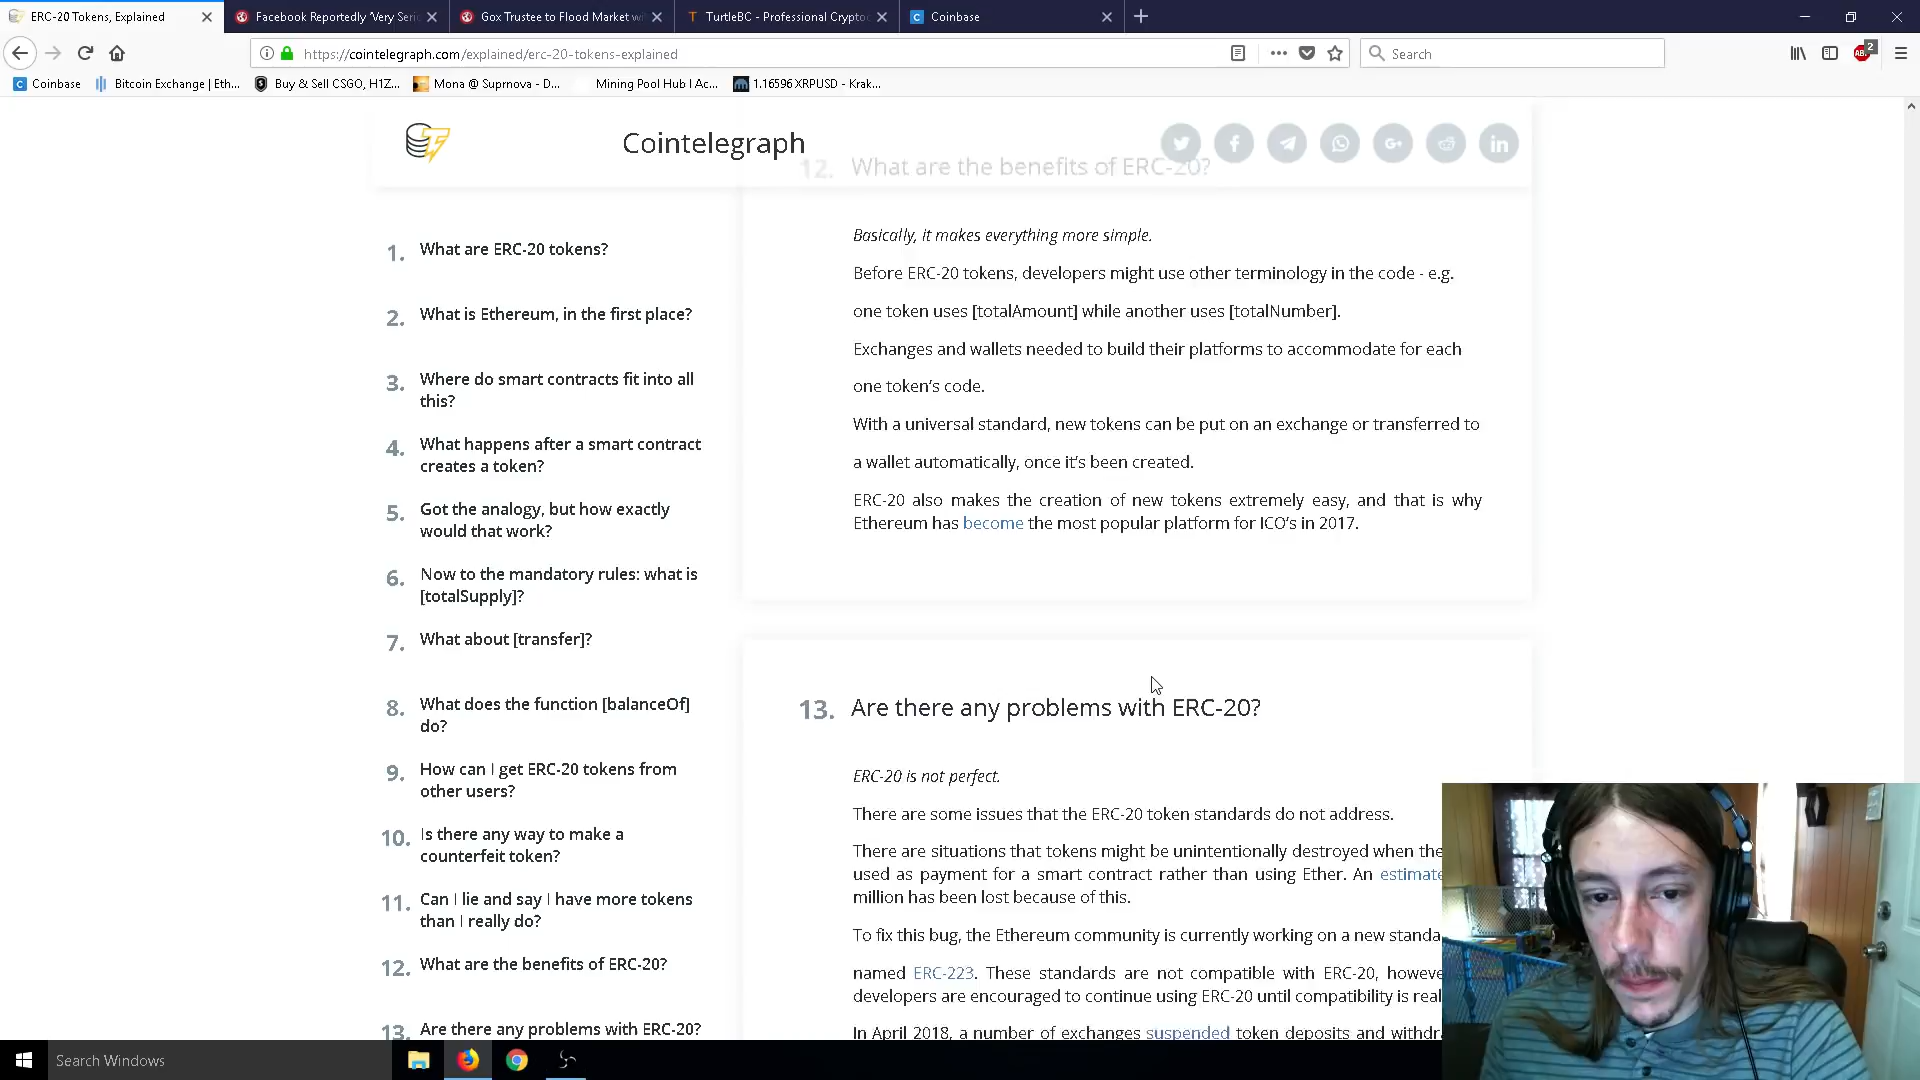 ERC-20 Tokens, Explained
Facebook Reportedly 'Very Seri
Gox Trustee to Flood Market wi
TurtleBC - Professional Cryptoc
Coinbase
https://cointelegraph.com/explained/erc-20-tokens-explained
Search
2
Coinbase
Bitcoin Exchange | Eth...
Buy & Sell CSGO, H1Z...
Mona @ Suprnova - D...
Mining Pool Hub | Ac...
1.16596 XRPUSD - Krak...
Cointelegraph
12. What are the benefits of ERC-20?
1. What are ERC-20 tokens?
2. What is Ethereum, in the first place?
3. Where do smart contracts fit into all
this?
4. What happens after a smart contract
creates a token?
5. Got the analogy, but how exactly
would that work?
6. Now to the mandatory rules: what is
[totalSupply]?
7. What about [transfer]?
8. What does the function [balanceOf]
do?
9. How can I get ERC-20 tokens from
other users?
10. Is there any way to make a
counterfeit token?
11. Can I lie and say I have more tokens
than I really do?
12. What are the benefits of ERC-20?
13. Are there any problems with ERC-20?
Basically, it makes everything more simple.
Before ERC-20 tokens, developers might use other terminology in the code - e.g.
one token uses [totalAmount] while another uses [totalNumber].
Exchanges and wallets needed to build their platforms to accommodate for each
one token's code.
With a universal standard, new tokens can be put on an exchange or transferred to
a wallet automatically, once it's been created.
ERC-20 also makes the creation of new tokens extremely easy, and that is why
Ethereum has become the most popular platform for ICO's in 2017.
13. Are there any problems with ERC-20?
ERC-20 is not perfect.
There are some issues that the ERC-20 token standards do not address.
There are situations that tokens might be unintentionally destroyed when the
used as payment for a smart contract rather than using Ether. An estimate
million has been lost because of this.
To fix this bug, the Ethereum community is currently working on a new standa
named ERC-223. These standards are not compatible with ERC-20, howeve
developers are encouraged to continue using ERC-20 until compatibility is real
In April 2018, a number of exchanges suspended token deposits and withdr
Search Windows